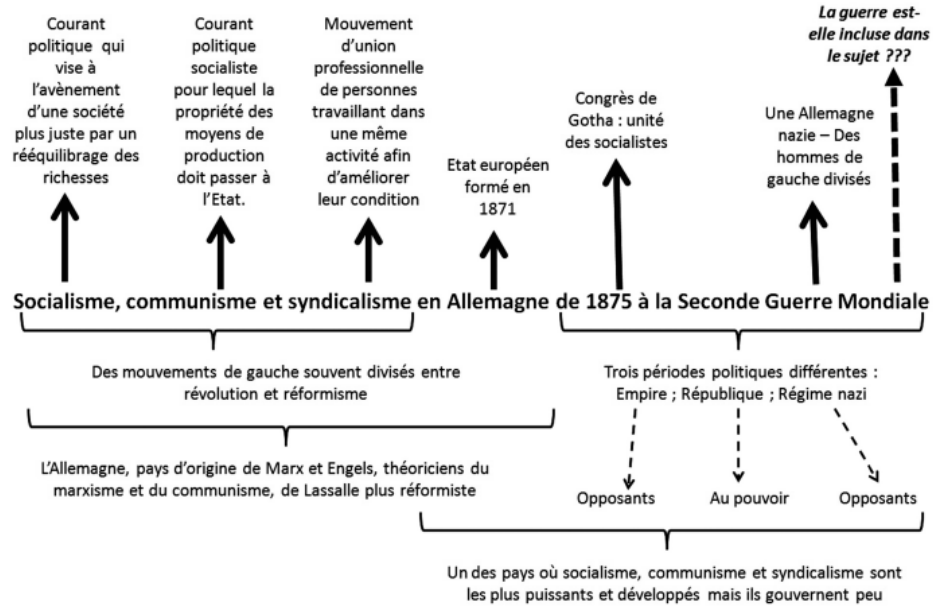 Courant
politique qui
vise à
l'avènement
d'une société
plus juste par un
rééquilibrage des
richesses
Courant
politique
socialiste
pour lequel la
propriété des
moyens de
production
doit passer à
l'Etat.
Mouvement
d'union
professionnelle
de personnes
travaillant dans
une même
activité afin
d'améliorer
leur condition
Etat européen
formé en
1871
Congrès de
Gotha : unité
des socialistes
Une Allemagne
nazie – Des
hommes de
gauche divisés
La guerre est-
elle incluse dans
le sujet ???
Socialisme, communisme et syndicalisme en Allemagne de 1875 à la Seconde Guerre Mondiale
Des mouvements de gauche souvent divisés entre
révolution et réformisme
Trois périodes politiques différentes :
Empire ; République ; Régime nazi
L'Allemagne, pays d'origine de Marx et Engels, théoriciens du
marxisme et du communisme, de Lassalle plus réformiste
Opposants
Au pouvoir
Opposants
Un des pays où socialisme, communisme et syndicalisme sont
les plus puissants et développés mais ils gouvernent peu